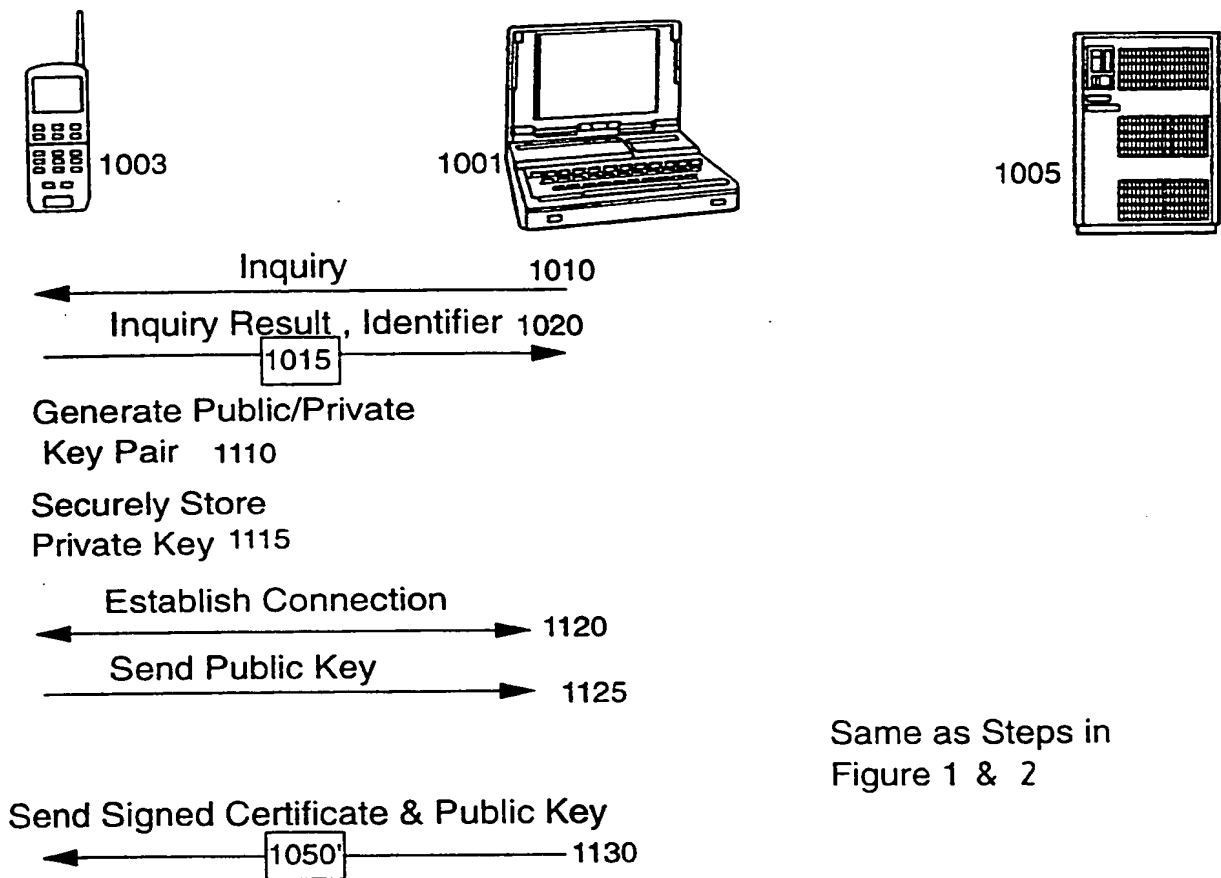 1003
1001
1005
Inquiry 1010
Inquiry Result , Identifier 1020
1015
Generate Public/Private
Key Pair 1110
Securely Store
Private Key 1115
Establish Connection
1120
Send Public Key
1125
Same as Steps in
Figure 1 & 2
Send Signed Certificate & Public Key
1050' 1130